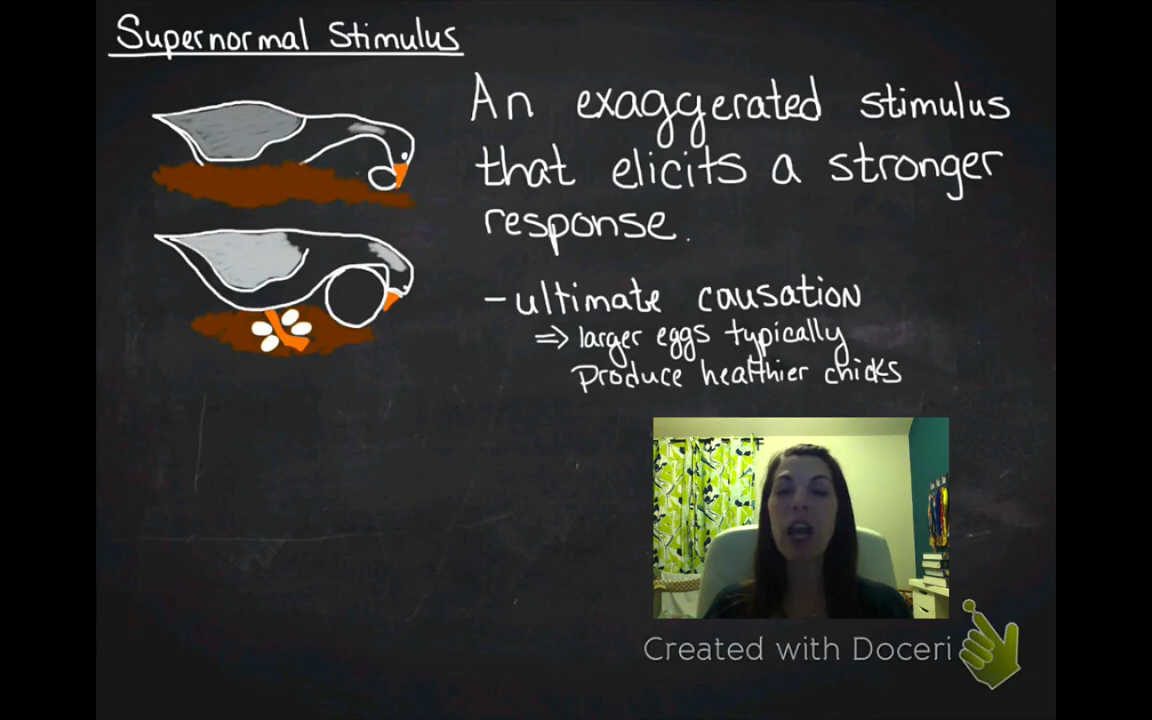 Supernormal Stimulus
An exaggerated stimulus
that elicits a stronger
response.
- ultimate causation
⇒ larger eggs typically
produce healthier chicks
Created with Doceri